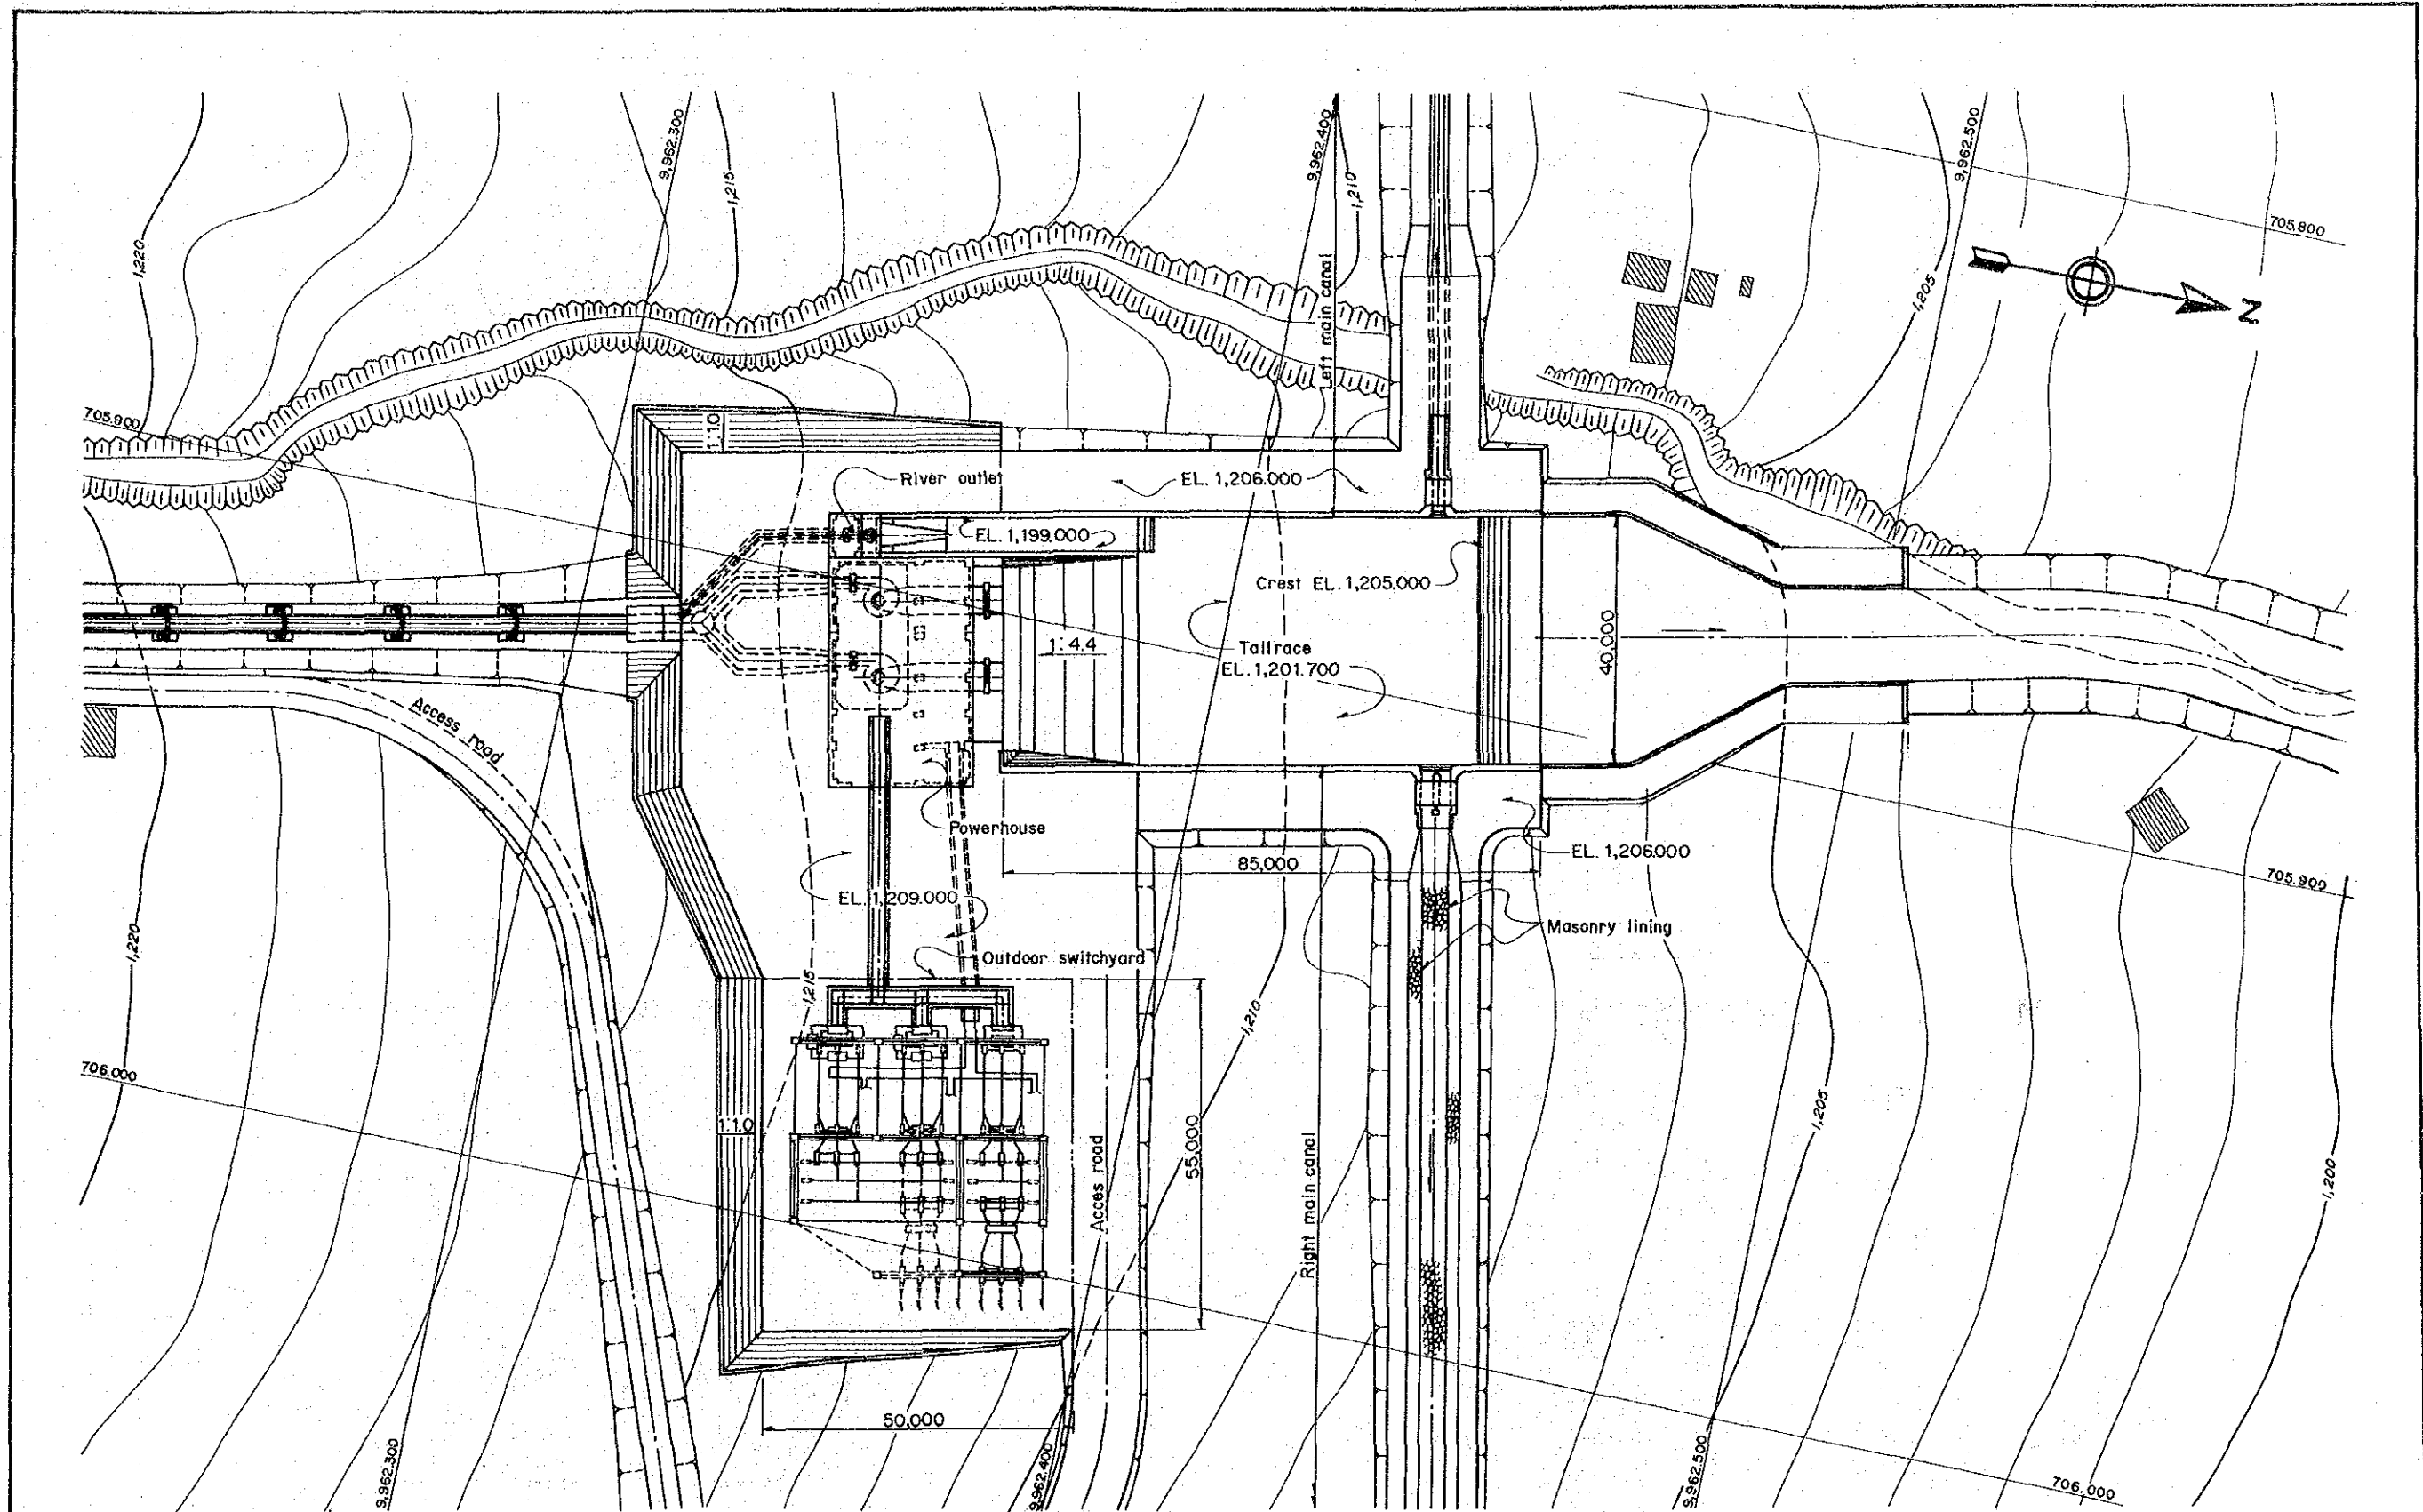 9,962.300
1,215
9,962.400
1,210
9,962.500
705.800
1,220
1,205
N
Left main canal
705.900
1:1.0
River outlet
EL. 1,206.000
EL. 1,199.000
Crest EL. 1,205.000
1:4.4
Tailrace
EL. 1,201.700
40,000
Access road
Powerhouse
85,000
EL. 1,206.000
705.900
EL. 1,209.000
Masonry lining
1,220
Outdoor switchyard
1,215
1,210
706.000
1:1.0
55,000
Acces road
Right main canal
1,205
1,200
50,000
9,962.300
9,962.400
9,962.500
706.000